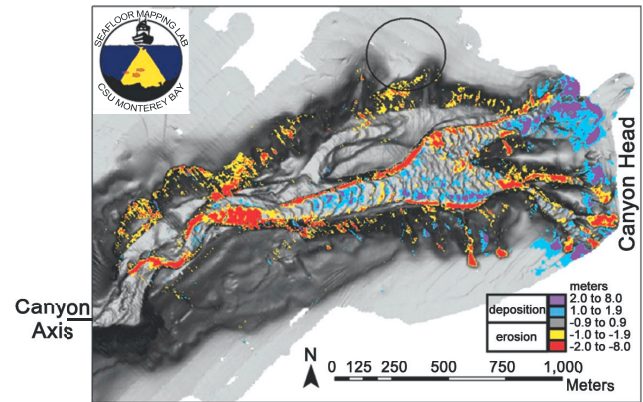 SEAFLOOR MAPPING LAB
CSU MONTEREY BAY
Canyon Head
Canyon
Axis
meters
deposition
2.0 to 8.0
1.0 to 1.9
-0.9 to 0.9
erosion
-1.0 to -1.9
-2.0 to -8.0
N
0 125 250 500 750 1,000
Meters